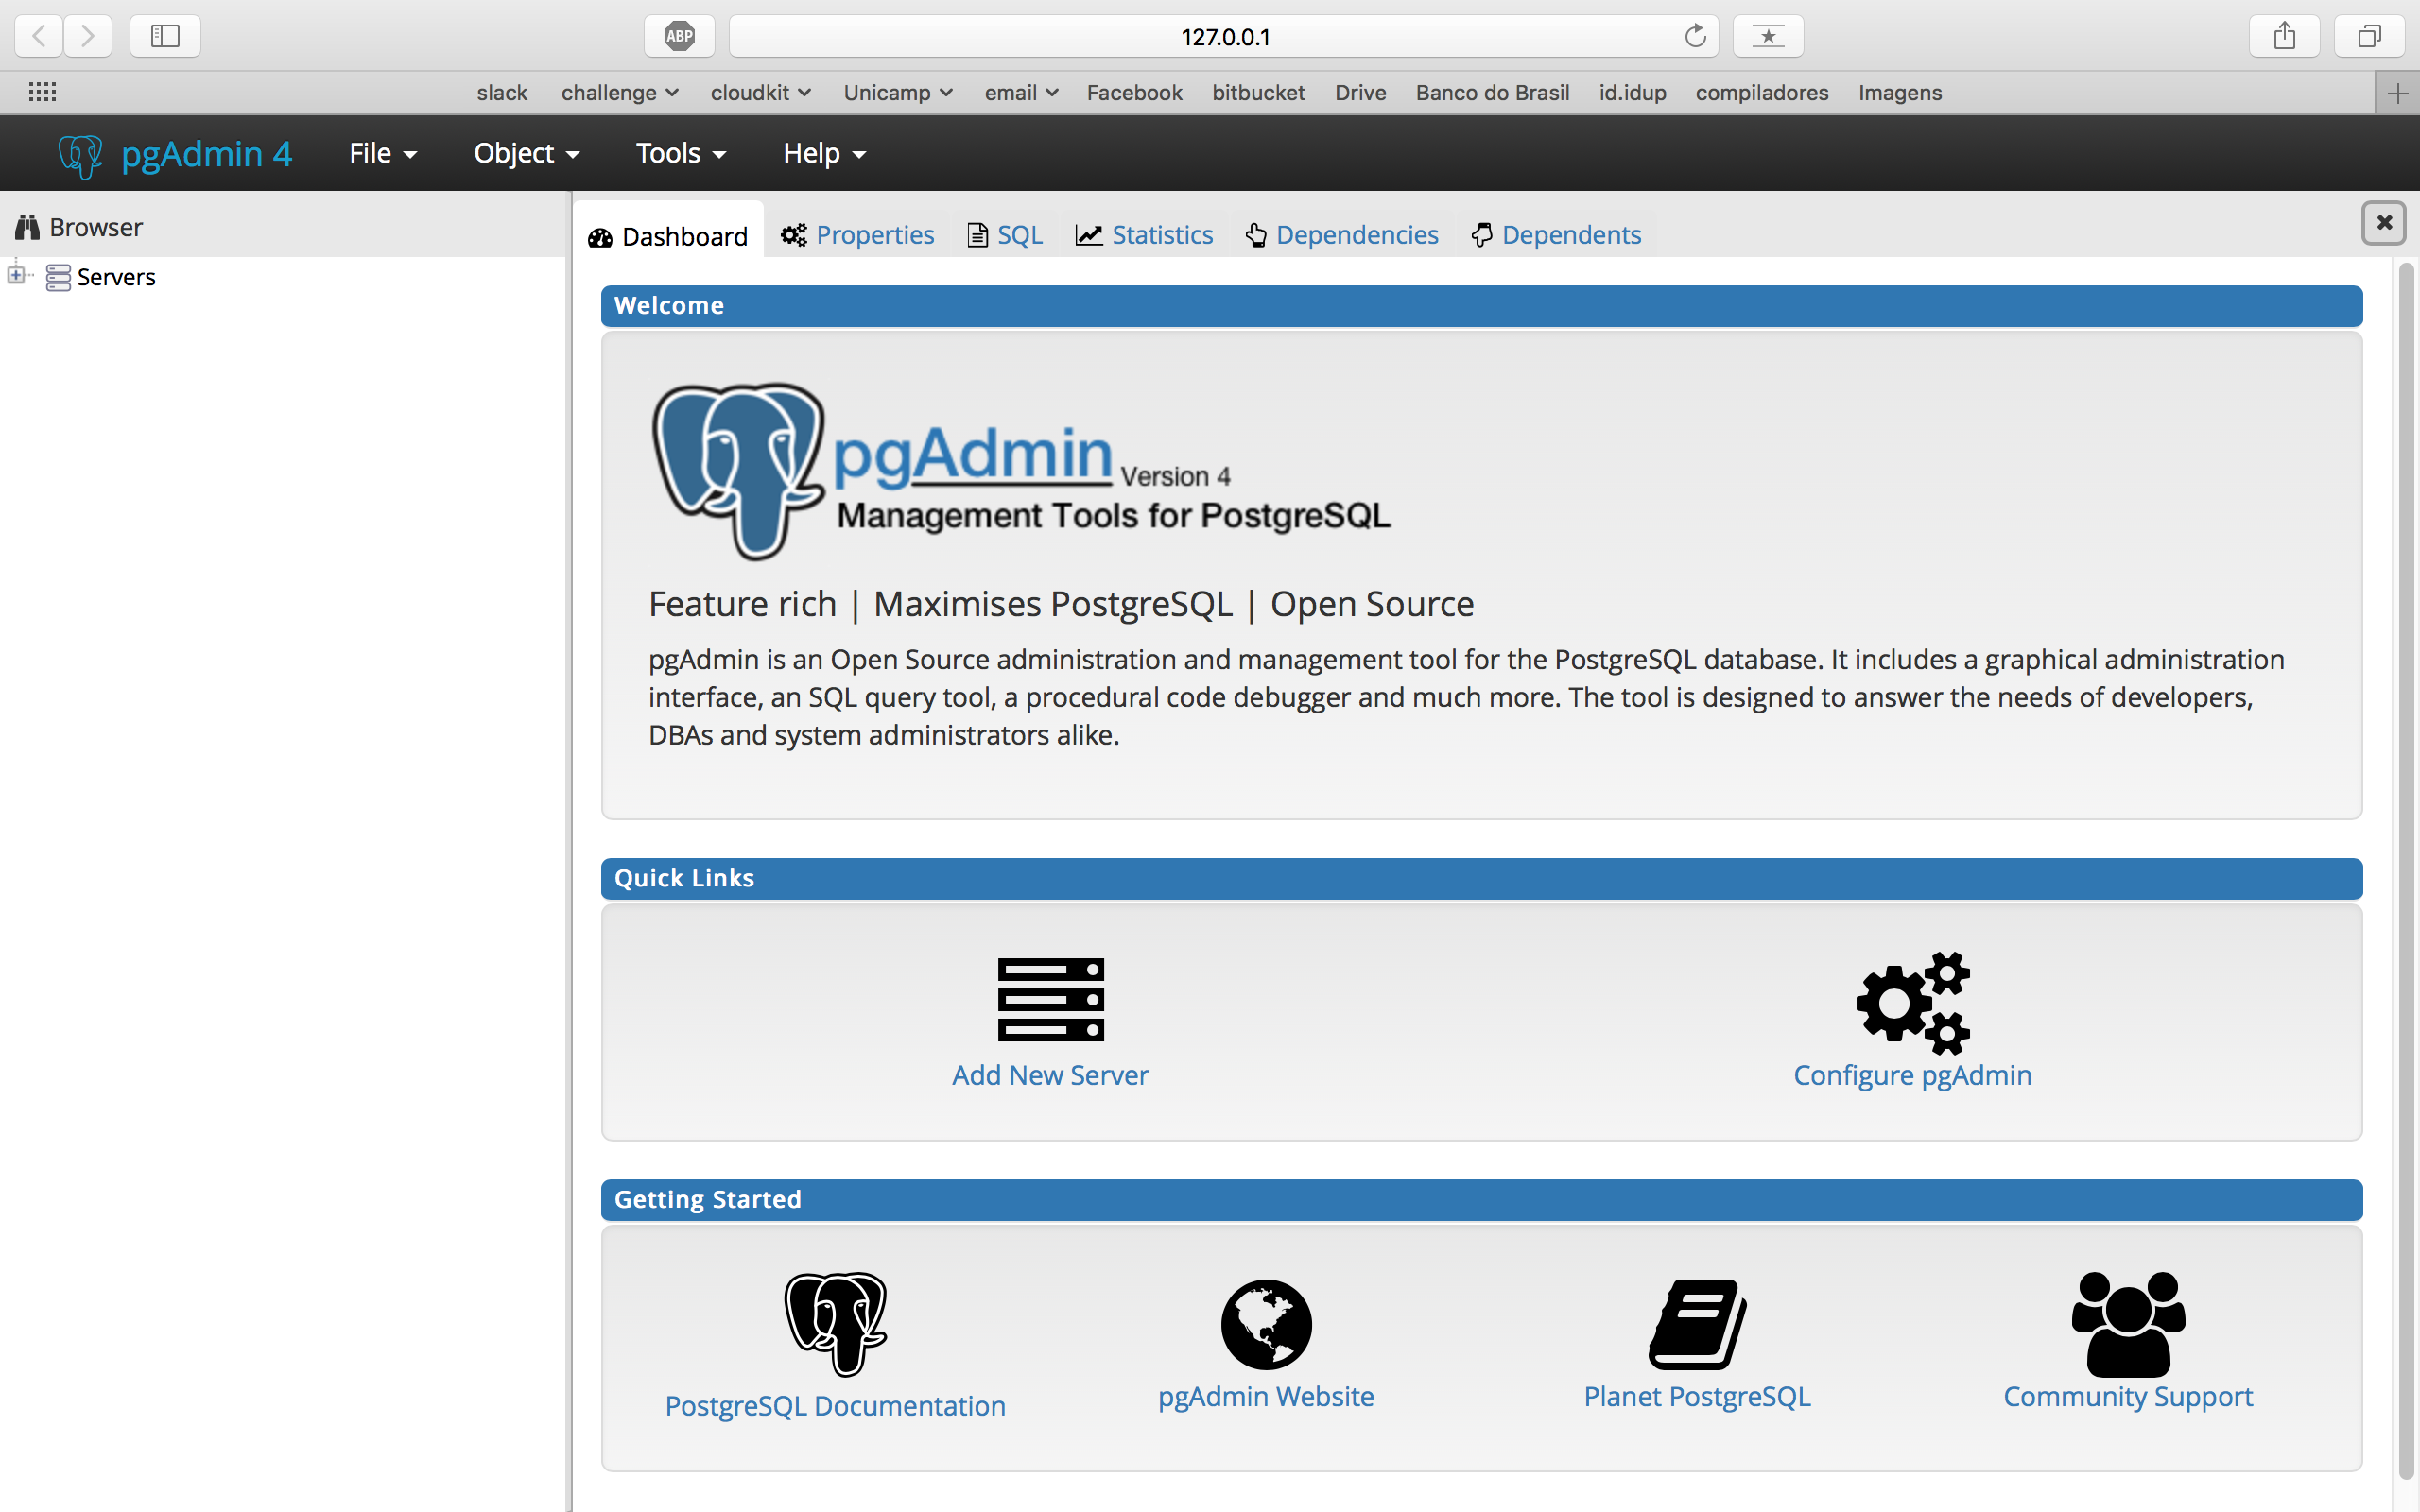 ABP
127.0.0.1
slack challenge cloudkit Unicamp email Facebook bitbucket Drive Banco do Brasil id.idup compiladores Imagens
pgAdmin 4 File Object Tools Help
Browser
Dashboard Properties SQL Statistics Dependencies Dependents
Servers
Welcome
pgAdmin Version 4
Management Tools for PostgreSQL
Feature rich | Maximises PostgreSQL | Open Source
pgAdmin is an Open Source administration and management tool for the PostgreSQL database. It includes a graphical administration
interface, an SQL query tool, a procedural code debugger and much more. The tool is designed to answer the needs of developers,
DBAs and system administrators alike.
Quick Links
Add New Server Configure pgAdmin
Getting Started
PostgreSQL Documentation pgAdmin Website Planet PostgreSQL Community Support